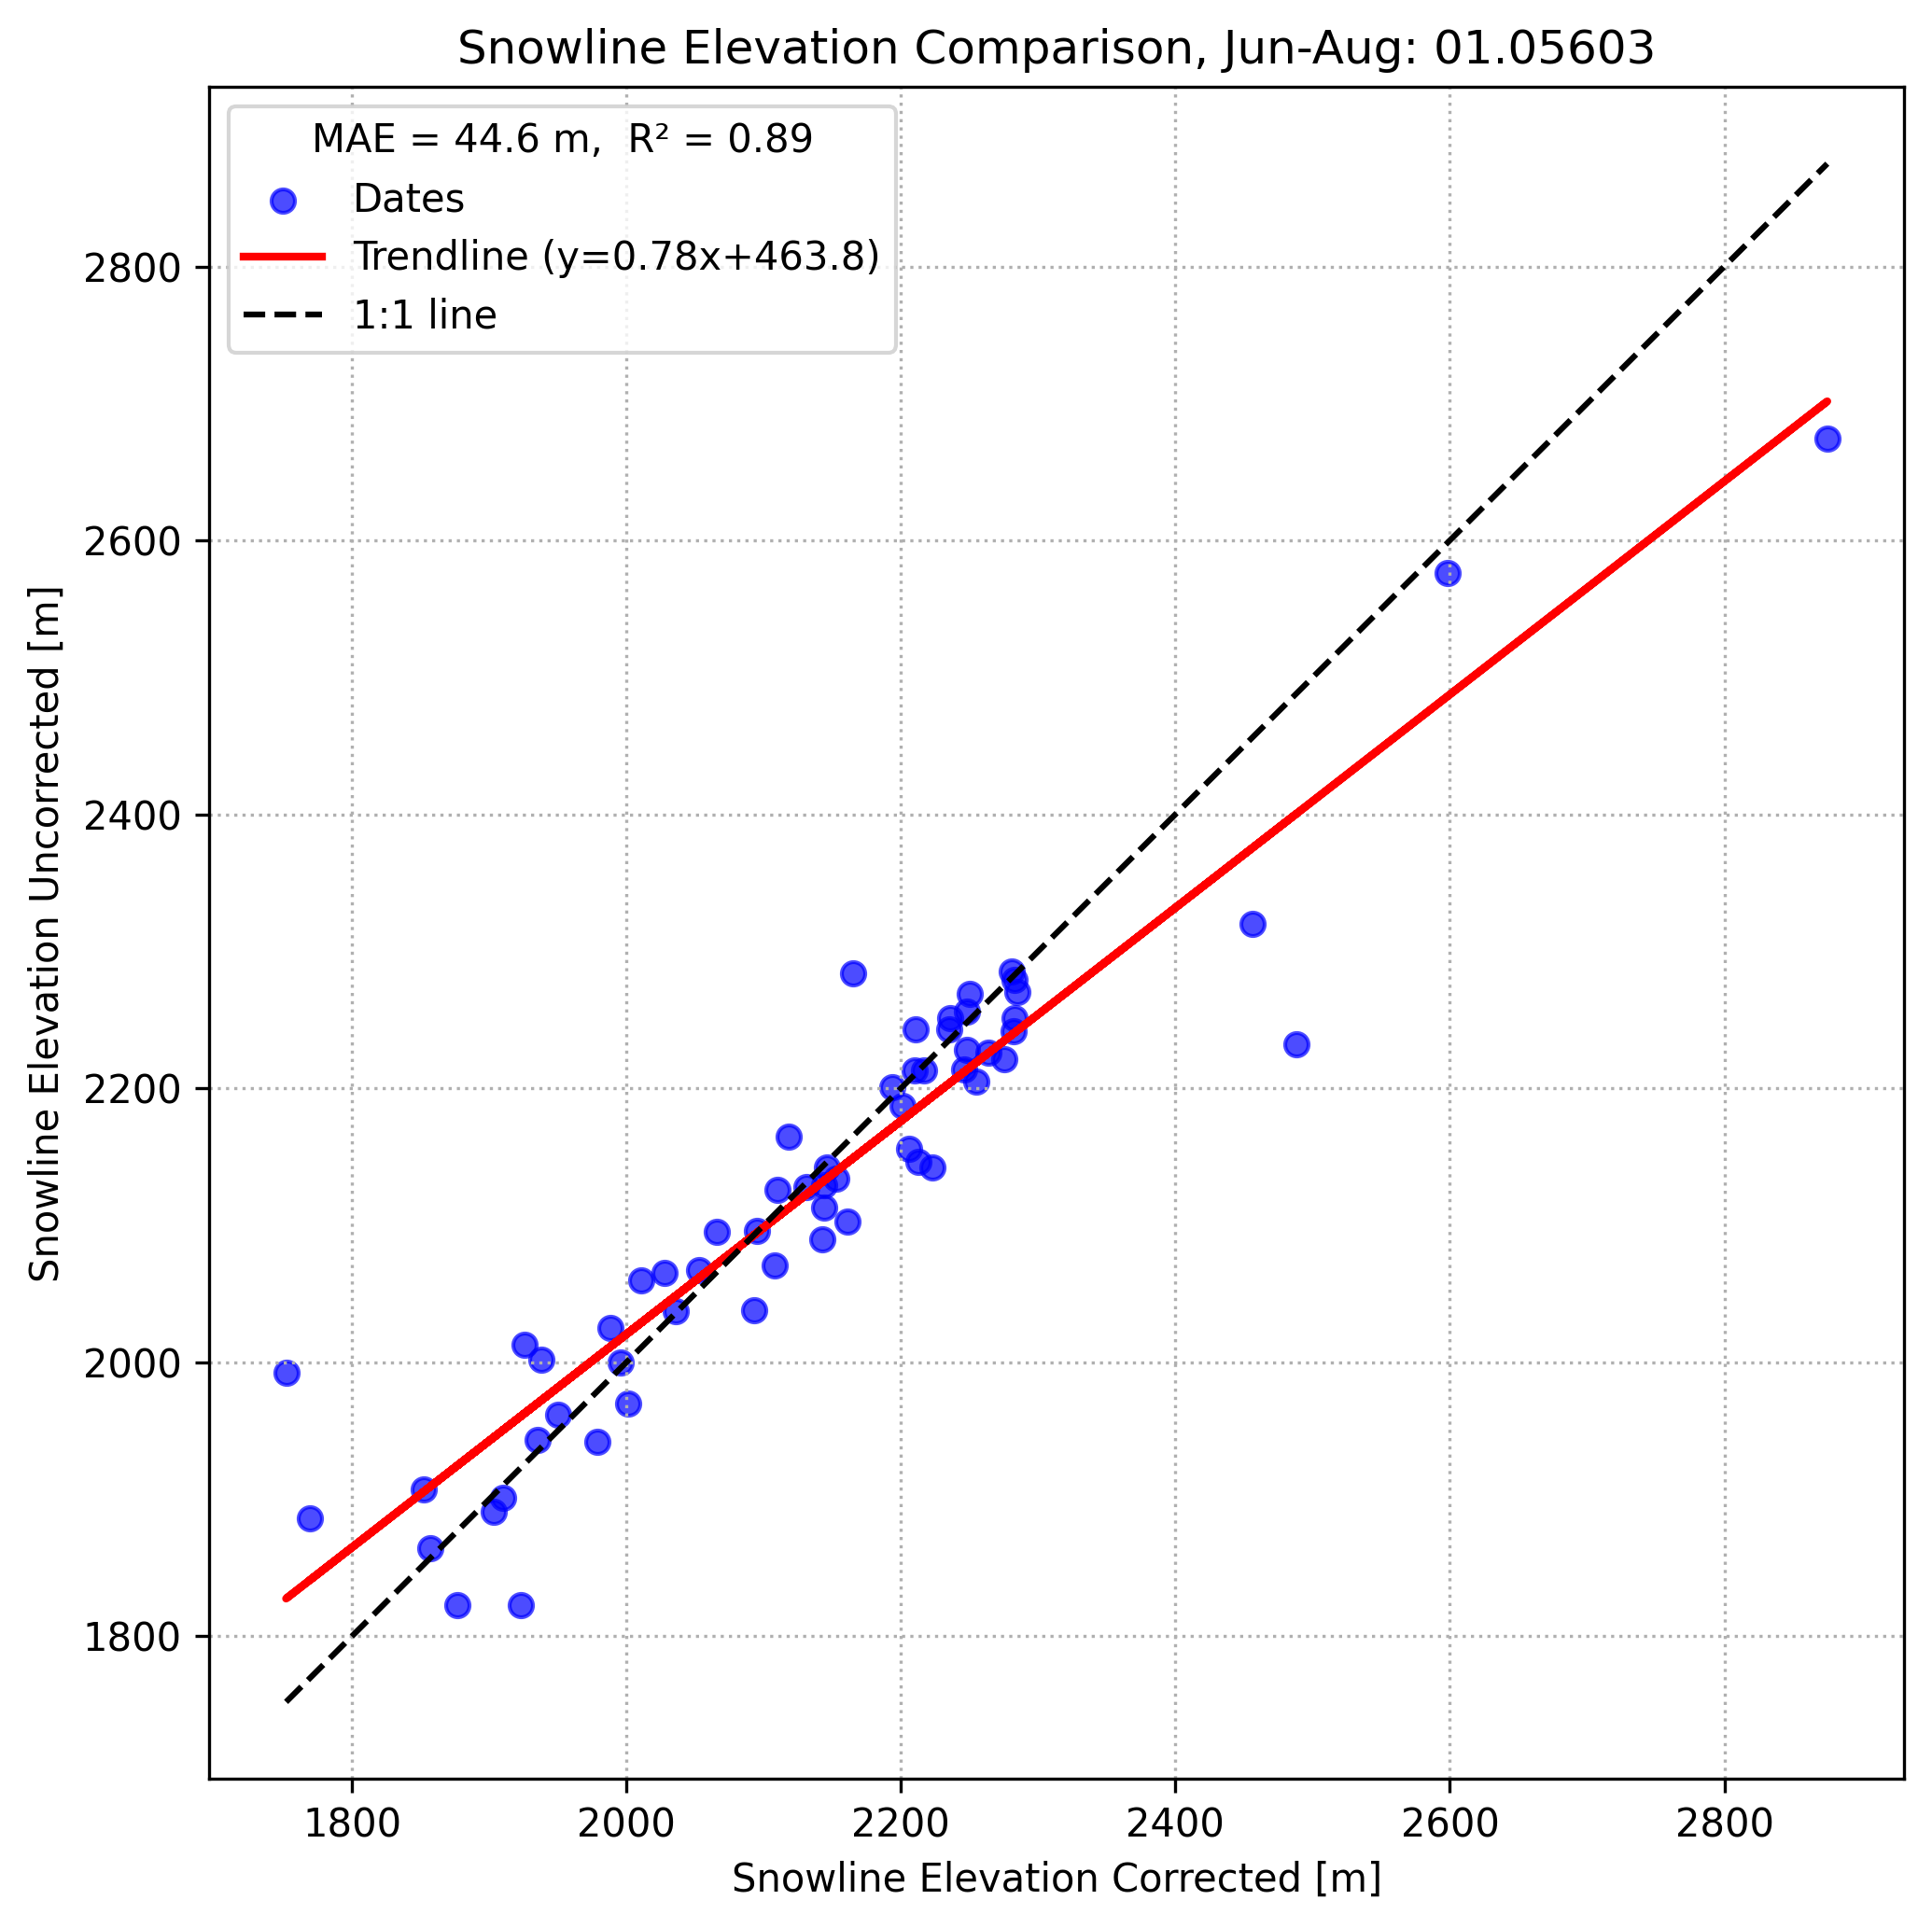 Snowline Elevation Comparison, Jun-Aug: 01.05603
MAE = 44.6 m,  R² = 0.89
Dates
Trendline (y=0.78x+463.8)
1:1 line
Snowline Elevation Uncorrected [m]
2800
2600
2400
2200
2000
1800
1800 2000 2200 2400 2600 2800
Snowline Elevation Corrected [m]